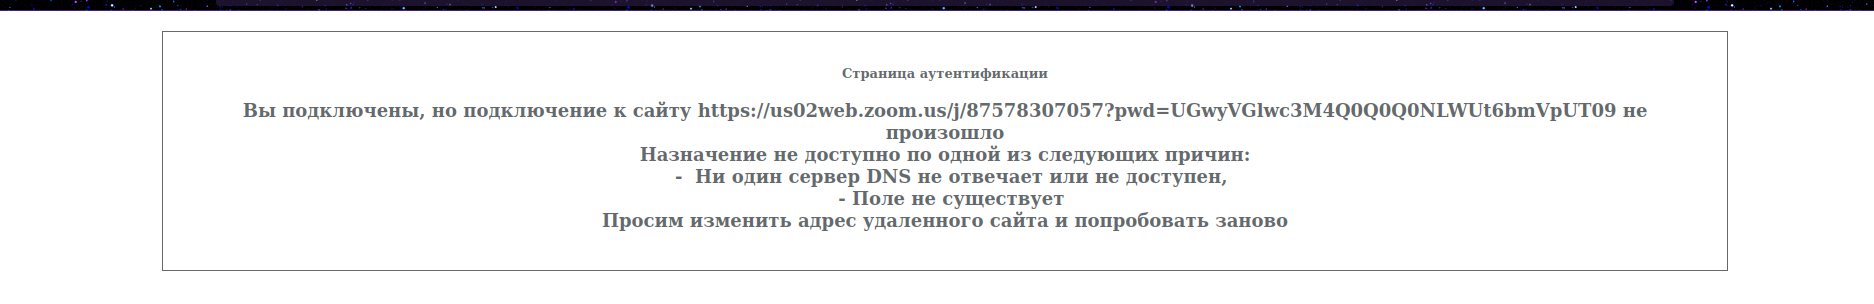 Страница аутентификации
Вы подключены, но подключение к сайту https://us02web.zoom.us/j/87578307057?pwd=UGwyVGlwc3M4Q0Q0Q0NLWUt6bmVpUT09 не
произошло
Назначение не доступно по одной из следующих причин:
- Ни один сервер DNS не отвечает или не доступен,
- Поле не существует
Просим изменить адрес удаленного сайта и попробовать заново